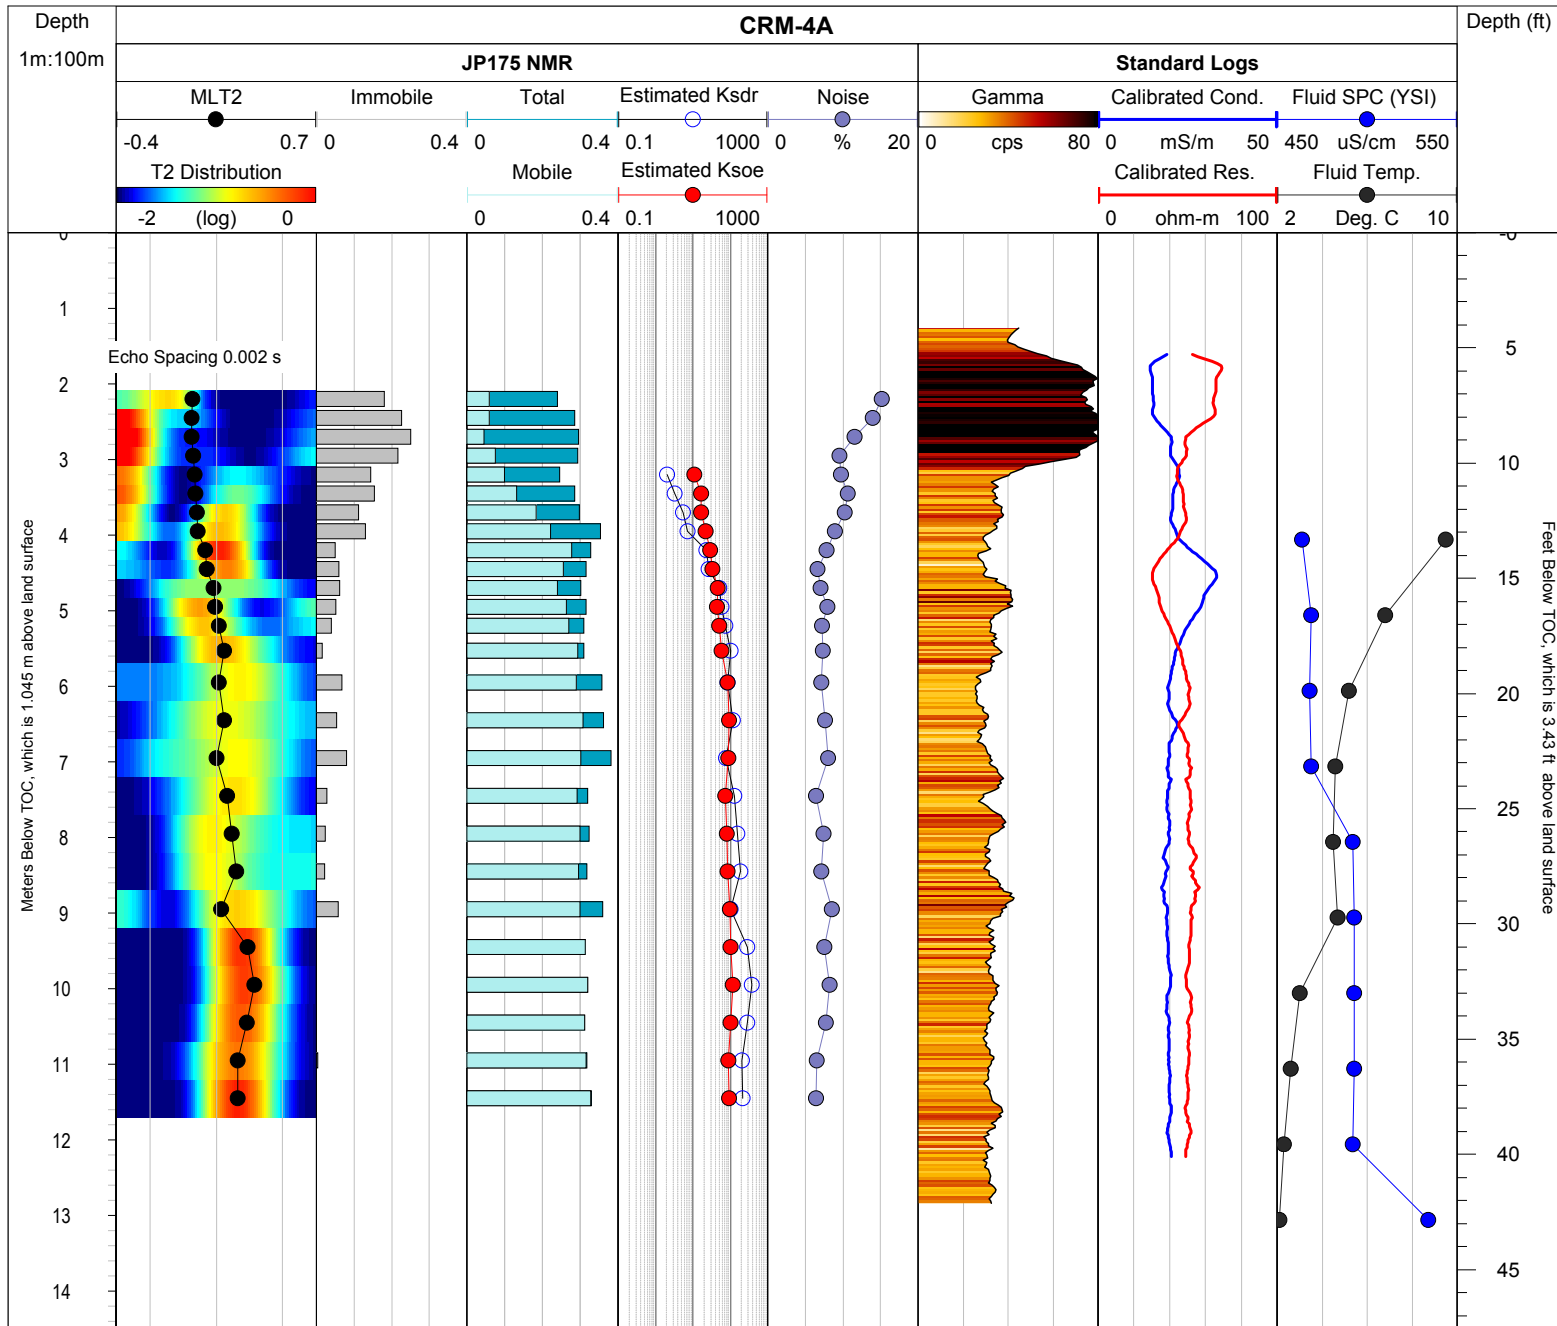 Depth
CRM-4A
Depth (ft)
1m:100m
JP175 NMR
Standard Logs
MLT2
Immobile
Total
Estimated Ksdr
Noise
Gamma
Calibrated Cond.
Fluid SPC (YSI)
-0.4 0.7
0 0.4
0 0.4
0.1 1000
0 % 20
0 cps 80
0 mS/m 50
450 uS/cm 550
T2 Distribution
Mobile
Estimated Ksoe
Calibrated Res.
Fluid Temp.
-2 (log) 0
0 0.4
0.1 1000
0 ohm-m 100
2 Deg. C 10
0
1
2
3
4
5
6
7
8
9
10
11
12
13
14
Meters Below TOC, which is 1.045 m above land surface
Echo Spacing 0.002 s
-0
5
10
15
20
25
30
35
40
45
Feet Below TOC, which is 3.43 ft above land surface